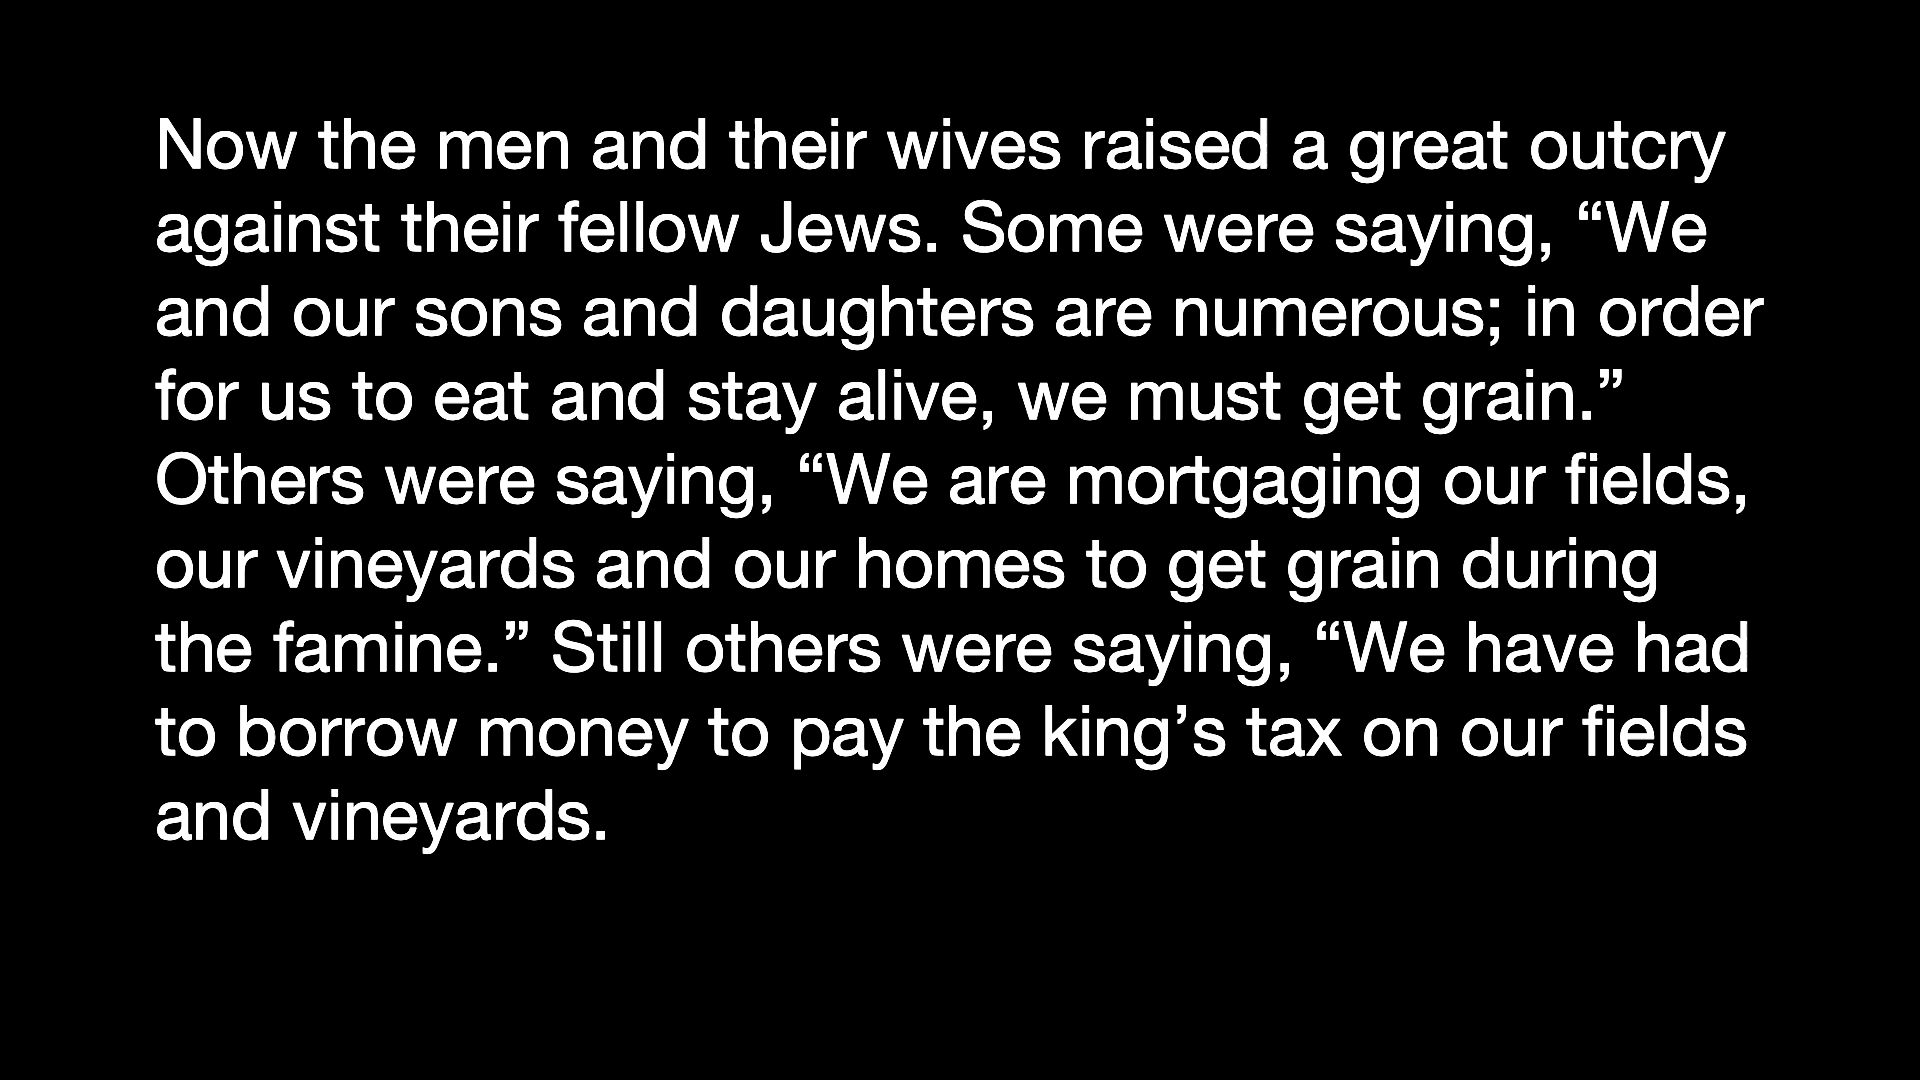 Now the men and their wives raised a great outcry
against their fellow Jews. Some were saying, “We
and our sons and daughters are numerous; in order
for us to eat and stay alive, we must get grain.”
Others were saying, “We are mortgaging our fields,
our vineyards and our homes to get grain during
the famine.” Still others were saying, “We have had
to borrow money to pay the king’s tax on our fields
and vineyards.